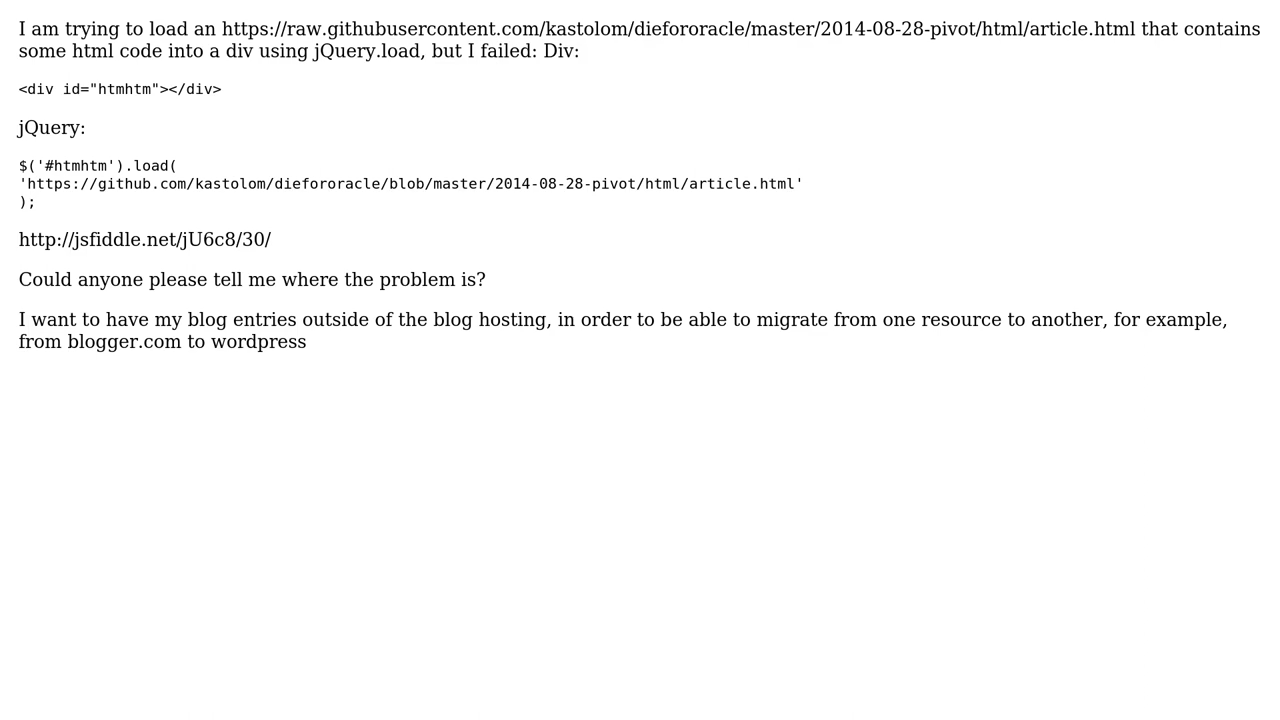 I am trying to load an https://raw.githubusercontent.com/kastolom/diefororacle/master/2014-08-28-pivot/html/article.html that contains
some html code into a div using jQuery.load, but I failed: Div:
<div id="htmhtm"></div>
jQuery:
$('#htmhtm').load(
'https://github.com/kastolom/diefororacle/blob/master/2014-08-28-pivot/html/article.html'
);
http://jsfiddle.net/jU6c8/30/
Could anyone please tell me where the problem is?
I want to have my blog entries outside of the blog hosting, in order to be able to migrate from one resource to another, for example,
from blogger.com to wordpress